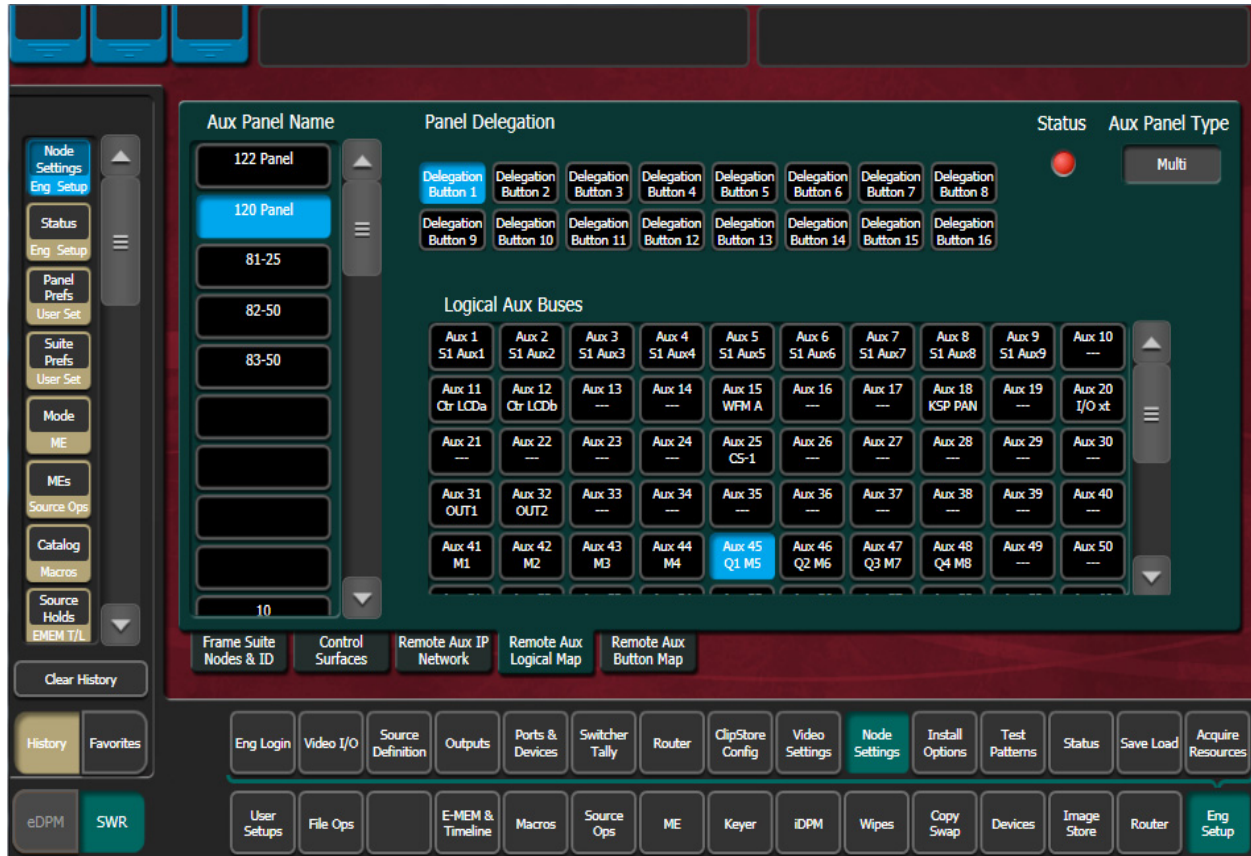 Aux Panel Name
Panel Delegation
Status
Aux Panel Type
Node
Settings
Eng Setup
Status
Eng Setup
Panel
Prefs
User Set
Suite
Prefs
User Set
Mode
ME
MEs
Source Ops
Catalog
Macros
Source
Holds
EMEM T/L
Clear History
History
Favorites
eDPM
SWR
122 Panel
120 Panel
81-25
82-50
83-50
10
Delegation
Button 1
Delegation
Button 2
Delegation
Button 3
Delegation
Button 4
Delegation
Button 5
Delegation
Button 6
Delegation
Button 7
Delegation
Button 8
Delegation
Button 9
Delegation
Button 10
Delegation
Button 11
Delegation
Button 12
Delegation
Button 13
Delegation
Button 14
Delegation
Button 15
Delegation
Button 16
Multi
Logical Aux Buses
Aux 1
S1 Aux1
Aux 2
S1 Aux2
Aux 3
S1 Aux3
Aux 4
S1 Aux4
Aux 5
S1 Aux5
Aux 6
S1 Aux6
Aux 7
S1 Aux7
Aux 8
S1 Aux8
Aux 9
S1 Aux9
Aux 10
---
Aux 11
Ctr LCDa
Aux 12
Ctr LCDb
Aux 13
---
Aux 14
---
Aux 15
WFM A
Aux 16
---
Aux 17
---
Aux 18
KSP PAN
Aux 19
---
Aux 20
I/O xt
Aux 21
---
Aux 22
---
Aux 23
---
Aux 24
---
Aux 25
CS-1
Aux 26
---
Aux 27
---
Aux 28
---
Aux 29
---
Aux 30
---
Aux 31
OUT1
Aux 32
OUT2
Aux 33
---
Aux 34
---
Aux 35
---
Aux 36
---
Aux 37
---
Aux 38
---
Aux 39
---
Aux 40
---
Aux 41
M1
Aux 42
M2
Aux 43
M3
Aux 44
M4
Aux 45
Q1 M5
Aux 46
Q2 M6
Aux 47
Q3 M7
Aux 48
Q4 M8
Aux 49
---
Aux 50
---
Frame Suite
Nodes & ID
Control
Surfaces
Remote Aux IP
Network
Remote Aux
Logical Map
Remote Aux
Button Map
Eng Login
Video I/O
Source
Definition
Outputs
Ports &
Devices
Switcher
Tally
Router
ClipStore
Config
Video
Settings
Node
Settings
Install
Options
Test
Patterns
Status
Save Load
Acquire
Resources
User
Setups
File Ops
E-MEM &
Timeline
Macros
Source
Ops
ME
Keyer
iDPM
Wipes
Copy
Swap
Devices
Image
Store
Router
Eng
Setup